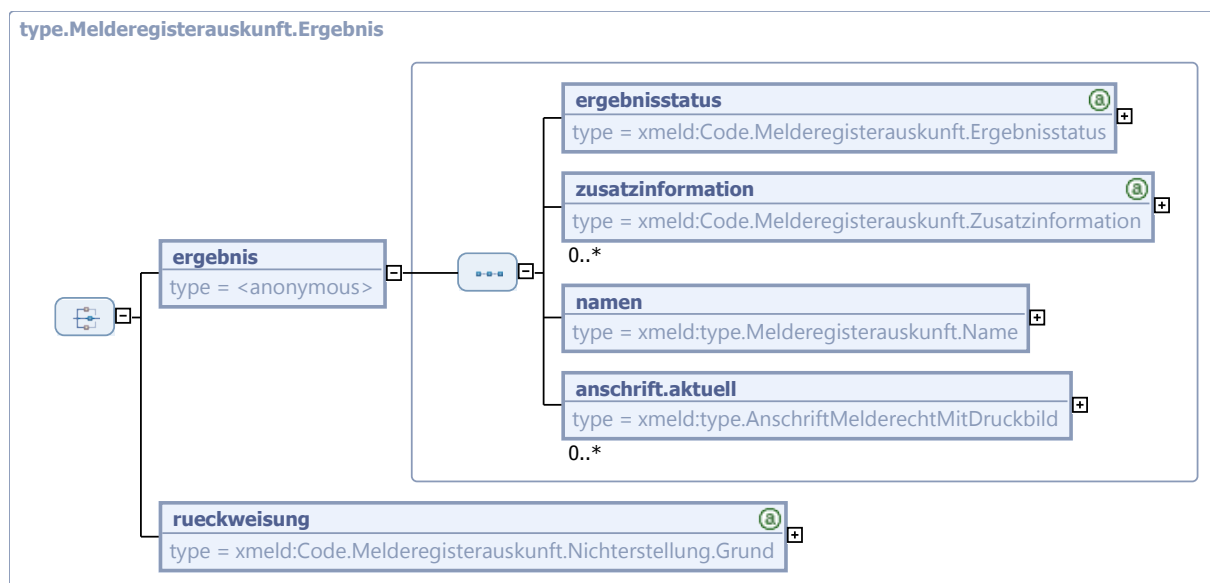 type.Melderegisterauskunft.Ergebnis
ergebnisstatus
type = xmeld:Code.Melderegisterauskunft.Ergebnisstatus
zusatzinformation
type = xmeld:Code.Melderegisterauskunft.Zusatzinformation
0..*
ergebnis
type = <anonymous>
namen
type = xmeld:type.Melderegisterauskunft.Name
anschrift.aktuell
type = xmeld:type.AnschriftMelderechtMitDruckbild
0..*
rueckweisung
type = xmeld:Code.Melderegisterauskunft.Nichterstellung.Grund